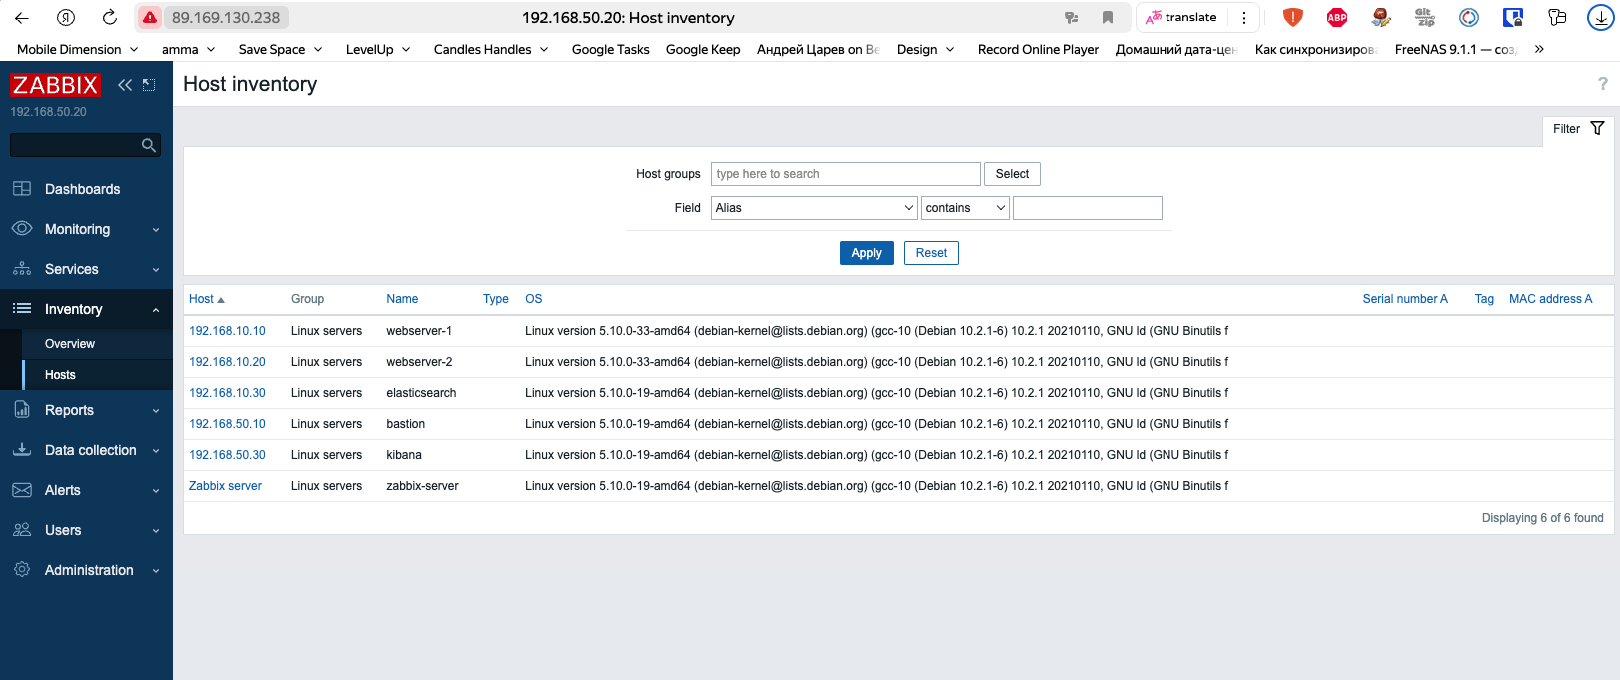 Я 89.169.130.238 192.168.50.20: Host inventory translate ABP Git zip
Mobile Dimension amma Save Space LevelUp Candles Handles Google Tasks Google Keep Андрей Царев on Be Design Record Online Player Домашний дата-цен Как синхронизирова FreeNAS 9.1.1 — соз »
ZABBIX
192.168.50.20
Dashboards
Monitoring
Services
Inventory
Overview
Hosts
Reports
Data collection
Alerts
Users
Administration
Host inventory ?
Filter
Host groups type here to search Select
Field Alias contains
Apply Reset
Host Group Name Type OS Serial number A Tag MAC address A
192.168.10.10 Linux servers webserver-1 Linux version 5.10.0-33-amd64 (debian-kernel@lists.debian.org) (gcc-10 (Debian 10.2.1-6) 10.2.1 20210110, GNU ld (GNU Binutils f
192.168.10.20 Linux servers webserver-2 Linux version 5.10.0-33-amd64 (debian-kernel@lists.debian.org) (gcc-10 (Debian 10.2.1-6) 10.2.1 20210110, GNU ld (GNU Binutils f
192.168.10.30 Linux servers elasticsearch Linux version 5.10.0-19-amd64 (debian-kernel@lists.debian.org) (gcc-10 (Debian 10.2.1-6) 10.2.1 20210110, GNU ld (GNU Binutils f
192.168.50.10 Linux servers bastion Linux version 5.10.0-19-amd64 (debian-kernel@lists.debian.org) (gcc-10 (Debian 10.2.1-6) 10.2.1 20210110, GNU ld (GNU Binutils f
192.168.50.30 Linux servers kibana Linux version 5.10.0-19-amd64 (debian-kernel@lists.debian.org) (gcc-10 (Debian 10.2.1-6) 10.2.1 20210110, GNU ld (GNU Binutils f
Zabbix server Linux servers zabbix-server Linux version 5.10.0-19-amd64 (debian-kernel@lists.debian.org) (gcc-10 (Debian 10.2.1-6) 10.2.1 20210110, GNU ld (GNU Binutils f
Displaying 6 of 6 found